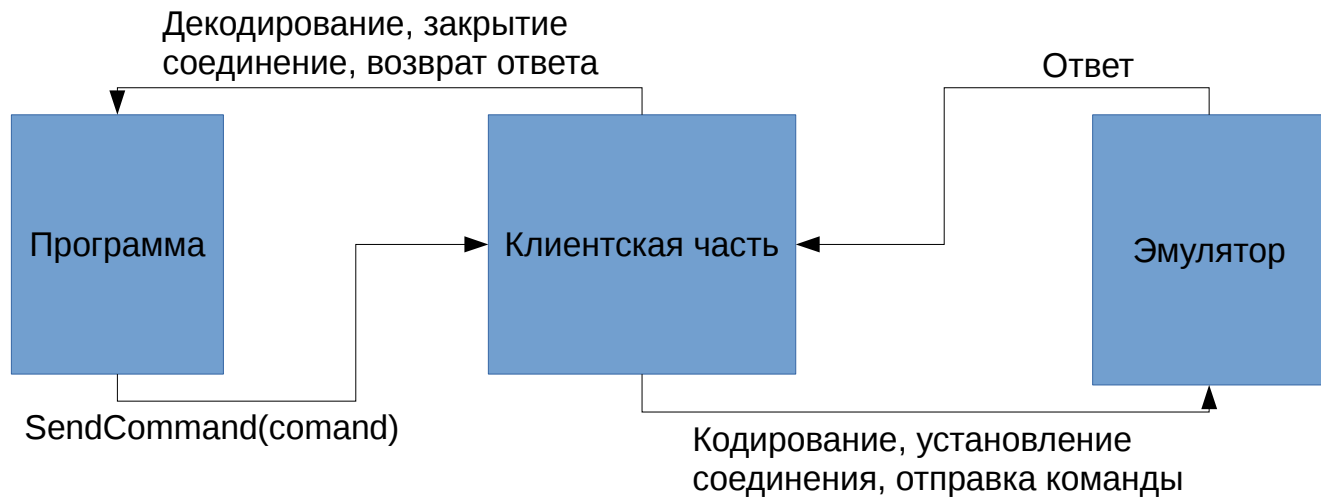 Декодирование, закрытие
соединение, возврат ответа
Ответ
Программа
Клиентская часть
Эмулятор
SendCommand(comand)
Кодирование, установление
соединения, отправка команды